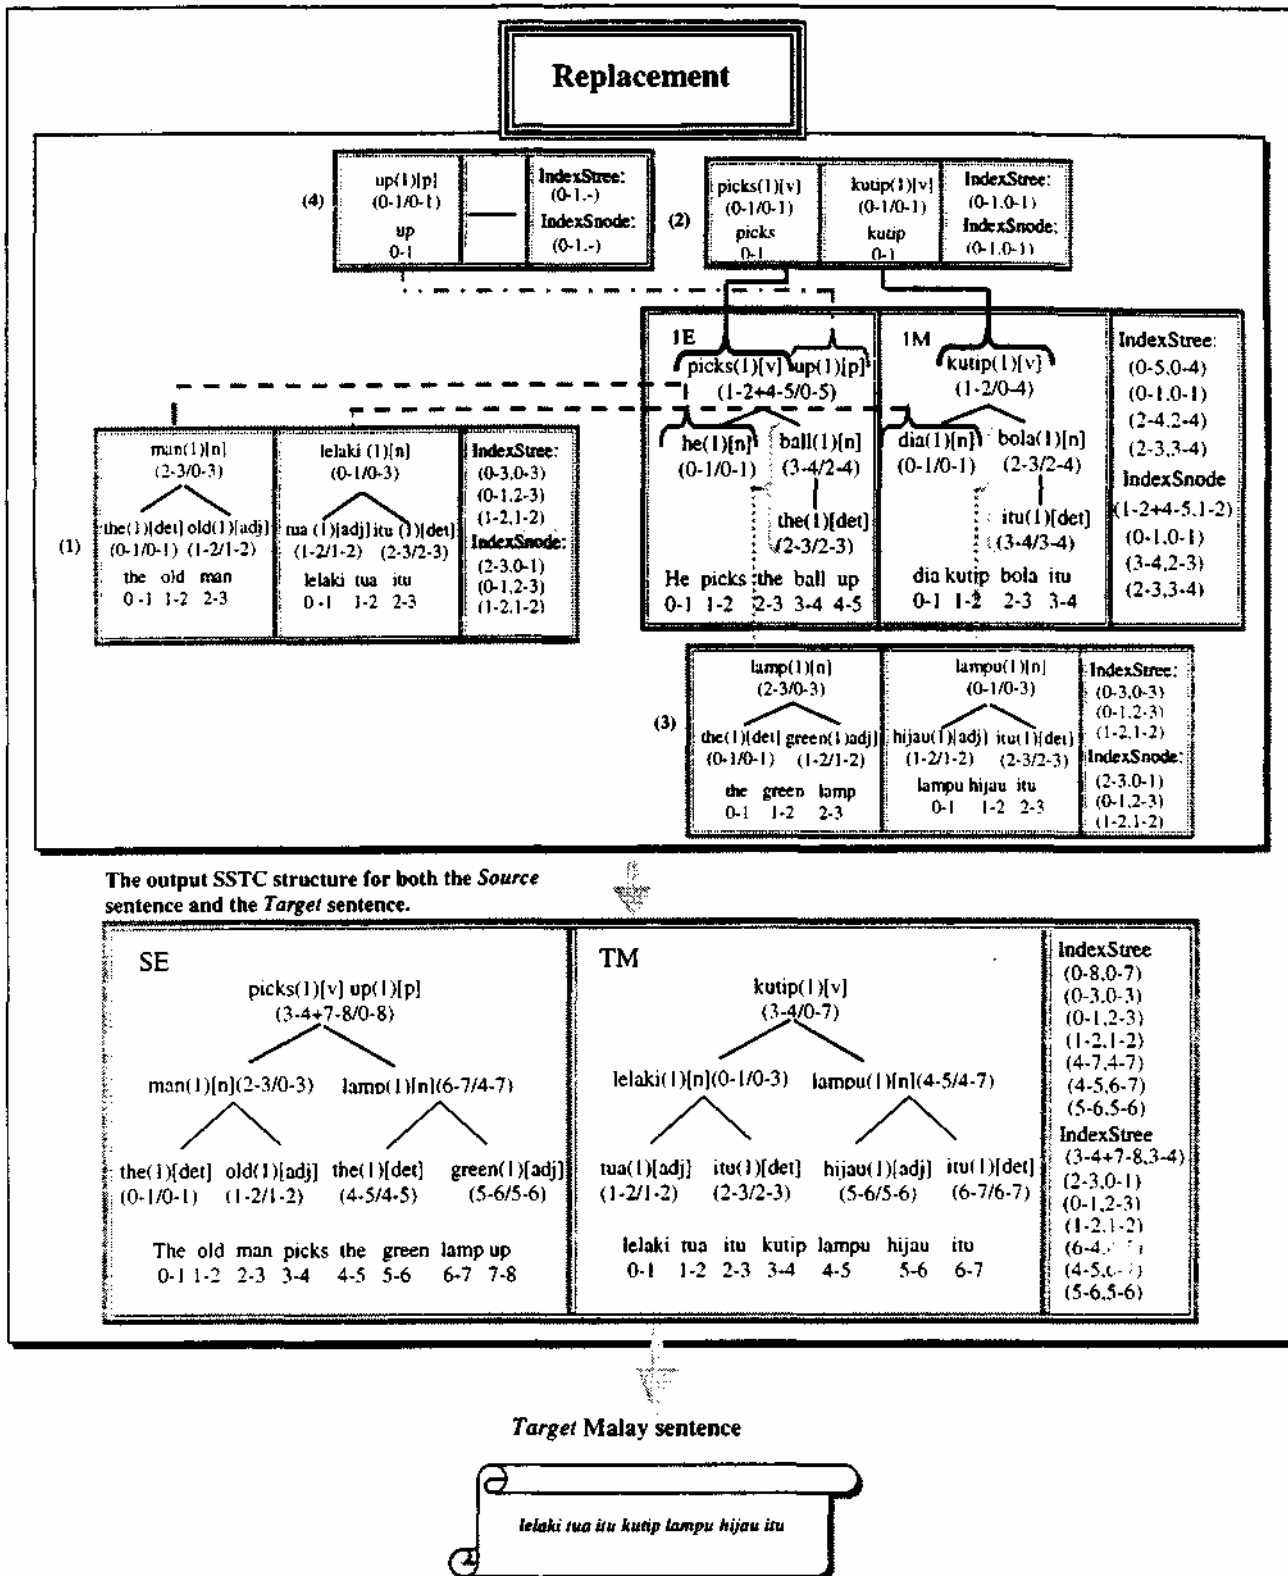 Replacement
(4)
up(1)[p]
(0-1/0-1)
up
0-1
IndexStree:
(0-1.-)
IndexSnode:
(0-1.-)
(2)
picks(1)[v]
(0-1/0-1)
picks
0-1
kutip(1)[v]
(0-1/0-1)
kutip
0-1
IndexStree:
(0-1.0-1)
IndexSnode:
(0-1.0-1)
1E
picks(1)[v] up(1)[p]
(1-2+4-5/0-5)
he(1)[n] ball(1)[n]
(0-1/0-1) (3-4/2-4)
the(1)[det]
(2-3/2-3)
He picks the ball up
0-1 1-2 2-3 3-4 4-5
1M
kutip(1)[v]
(1-2/0-4)
dia(1)[n] bola(1)[n]
(0-1/0-1) (2-3/2-4)
itu(1)[det]
(3-4/3-4)
dia kutip bola itu
0-1 1-2 2-3 3-4
IndexStree:
(0-5.0-4)
(0-1.0-1)
(2-4.2-4)
(2-3,3-4)
IndexSnode
(1-2+4-5,1-2)
(0-1.0-1)
(3-4,2-3)
(2-3,3-4)
(1)
man(1)[n]
(2-3/0-3)
the(1)[det] old(1)[adj]
(0-1/0-1) (1-2/1-2)
the old man
0-1 1-2 2-3
lelaki (1)[n]
(0-1/0-3)
tua (1)[adj] itu (1)[det]
(1-2/1-2) (2-3/2-3)
lelaki tua itu
0-1 1-2 2-3
IndexStree:
(0-3,0-3)
(0-1,2-3)
(1-2,1-2)
IndexSnode:
(2-3.0-1)
(0-1,2-3)
(1-2,1-2)
(3)
lamp(1)[n]
(2-3/0-3)
the(1)[det] green(1)adj]
(0-1/0-1) (1-2/1-2)
the green lamp
0-1 1-2 2-3
lampu(1)[n]
(0-1/0-3)
hijau(1)[adj] itu(1)[det]
(1-2/1-2) (2-3/2-3)
lampu hijau itu
0-1 1-2 2-3
IndexStree:
(0-3,0-3)
(0-1,2-3)
(1-2,1-2)
IndexSnode:
(2-3.0-1)
(0-1,2-3)
(1-2,1-2)
The output SSTC structure for both the Source
sentence and the Target sentence.
SE
picks(1)[v] up(1)[p]
(3-4+7-8/0-8)
man(1)[n](2-3/0-3) lamp(1)[n](6-7/4-7)
the(1)[det] old(1)[adj] the(1)[det] green(1)[adj]
(0-1/0-1) (1-2/1-2) (4-5/4-5) (5-6/5-6)
The old man picks the green lamp up
0-1 1-2 2-3 3-4 4-5 5-6 6-7 7-8
TM
kutip(1)[v]
(3-4/0-7)
lelaki(1)[n](0-1/0-3) lampu(1)[n](4-5/4-7)
tua(1)[adj] itu(1)[det] hijau(1)[adj] itu(1)[det]
(1-2/1-2) (2-3/2-3) (5-6/5-6) (6-7/6-7)
lelaki tua itu kutip lampu hijau itu
0-1 1-2 2-3 3-4 4-5 5-6 6-7
IndexStree
(0-8,0-7)
(0-3,0-3)
(0-1,2-3)
(1-2,1-2)
(4-7,4-7)
(4-5,6-7)
(5-6,5-6)
IndexStree
(3-4+7-8,3-4)
(2-3,0-1)
(0-1,2-3)
(1-2,1-2)
(5-6,5-6)
Target Malay sentence
lelaki tua itu kutip lampu hijau itu